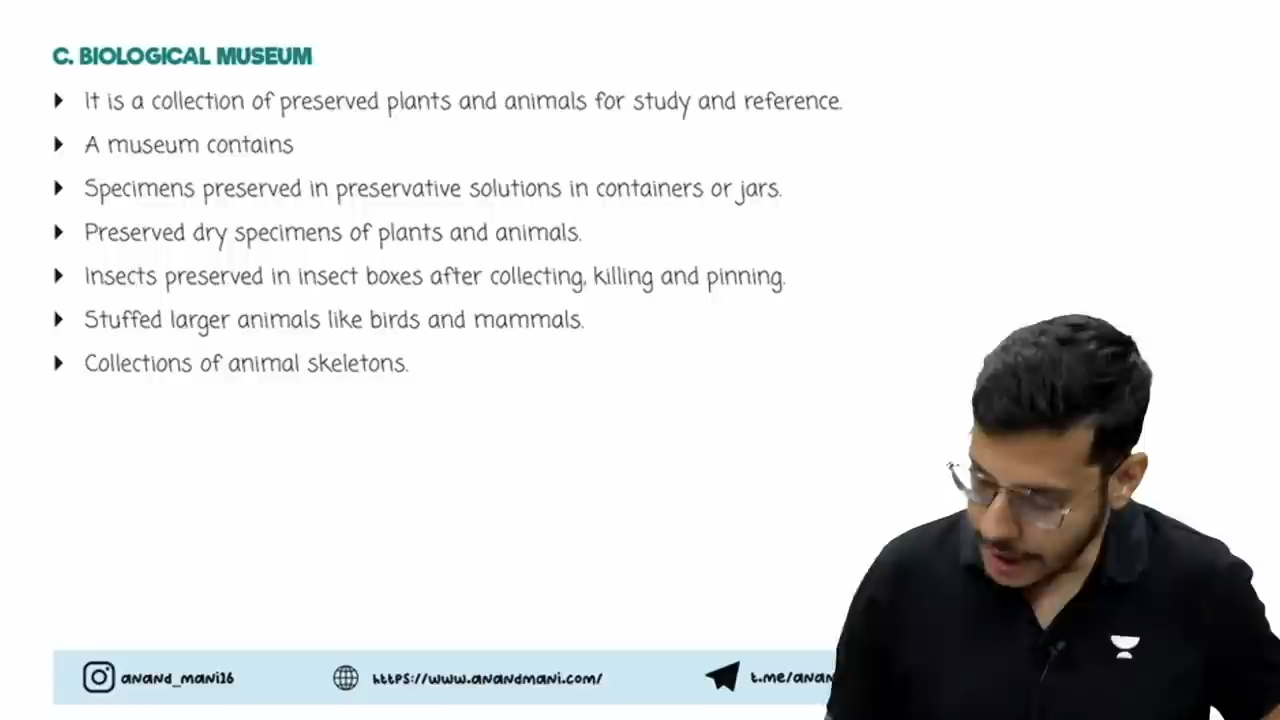 C. BIOLOGICAL MUSEUM
It is a collection of preserved plants and animals for study and reference.
A museum contains
Specimens preserved in preservative solutions in containers or jars.
Preserved dry specimens of plants and animals.
Insects preserved in insect boxes after collecting, killing and pinning.
Stuffed larger animals like birds and mammals.
Collections of animal skeletons.
anand_mani16 https://www.anandmani.com/ t.me/anan